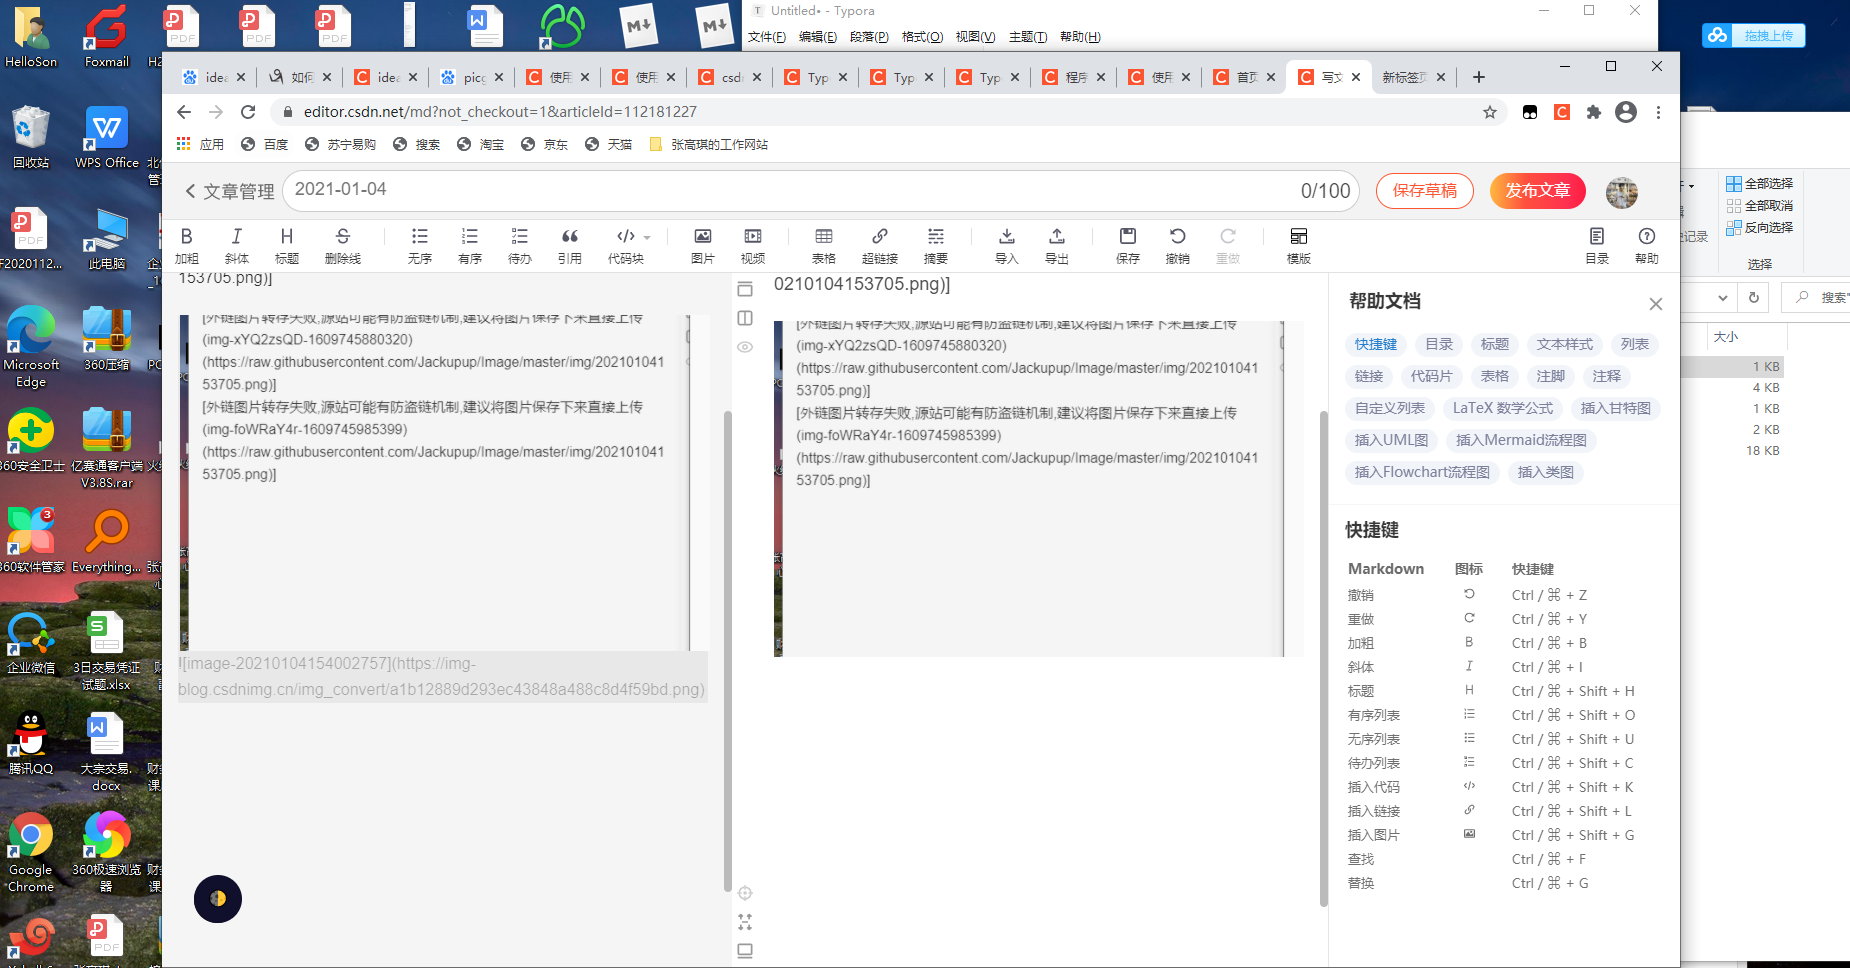 Untitled• - Typora
文件(F) 编辑(E) 段落(P) 格式(O) 视图(V) 主题(T) 帮助(H)
拖拽上传
HelloSon
Foxmail
回收站
WPS Office
F2020112...
此电脑
Microsoft
Edge
360压缩
360安全卫士
亿赛通客户端
V3.8S.rar
360软件管家
Everything...
企业微信
3日交易凭证
试题.xlsx
腾讯QQ
大宗交易.
docx
Google
Chrome
360极速浏览
器
idea
如何
idea
picg
使用
使用
csdn
Typ
Typ
Typ
程序
使用
首页
写文
新标签页
editor.csdn.net/md?not_checkout=1&articleId=112181227
应用 百度 苏宁易购 搜索 淘宝 京东 天猫 张高琪的工作网站
文章管理
2021-01-04
0/100
保存草稿
发布文章
加粗 斜体 标题 删除线 无序 有序 待办 引用 代码块 图片 视频 表格 超链接 摘要 导入 导出 保存 撤销 重做 模版 目录 帮助
153705.png)]
[外链图片转存失败,源站可能有防盗链机制,建议将图片保存下来直接上传
(img-xYQ2zsQD-1609745880320)
(https://raw.githubusercontent.com/Jackupup/Image/master/img/202101041
53705.png)]
[外链图片转存失败,源站可能有防盗链机制,建议将图片保存下来直接上传
(img-foWRaY4r-1609745985399)
(https://raw.githubusercontent.com/Jackupup/Image/master/img/202101041
53705.png)]
![image-20210104154002757](https://img-
blog.csdnimg.cn/img_convert/a1b12889d293ec43848a488c8d4f59bd.png)
0210104153705.png)]
[外链图片转存失败,源站可能有防盗链机制,建议将图片保存下来直接上传
(img-xYQ2zsQD-1609745880320)
(https://raw.githubusercontent.com/Jackupup/Image/master/img/202101041
53705.png)]
[外链图片转存失败,源站可能有防盗链机制,建议将图片保存下来直接上传
(img-foWRaY4r-1609745985399)
(https://raw.githubusercontent.com/Jackupup/Image/master/img/202101041
53705.png)]
帮助文档
快捷键 目录 标题 文本样式 列表
链接 代码片 表格 注脚 注释
自定义列表 LaTeX 数学公式 插入甘特图
插入UML图 插入Mermaid流程图
插入Flowchart流程图 插入类图
快捷键
Markdown 图标 快捷键
撤销 Ctrl / ⌘ + Z
重做 Ctrl / ⌘ + Y
加粗 B Ctrl / ⌘ + B
斜体 I Ctrl / ⌘ + I
标题 H Ctrl / ⌘ + Shift + H
有序列表 Ctrl / ⌘ + Shift + O
无序列表 Ctrl / ⌘ + Shift + U
待办列表 Ctrl / ⌘ + Shift + C
插入代码 Ctrl / ⌘ + Shift + K
插入链接 Ctrl / ⌘ + Shift + L
插入图片 Ctrl / ⌘ + Shift + G
查找 Ctrl / ⌘ + F
替换 Ctrl / ⌘ + G
全部选择
全部取消
反向选择
记录
选择
搜索"
大小
1 KB
4 KB
1 KB
2 KB
18 KB